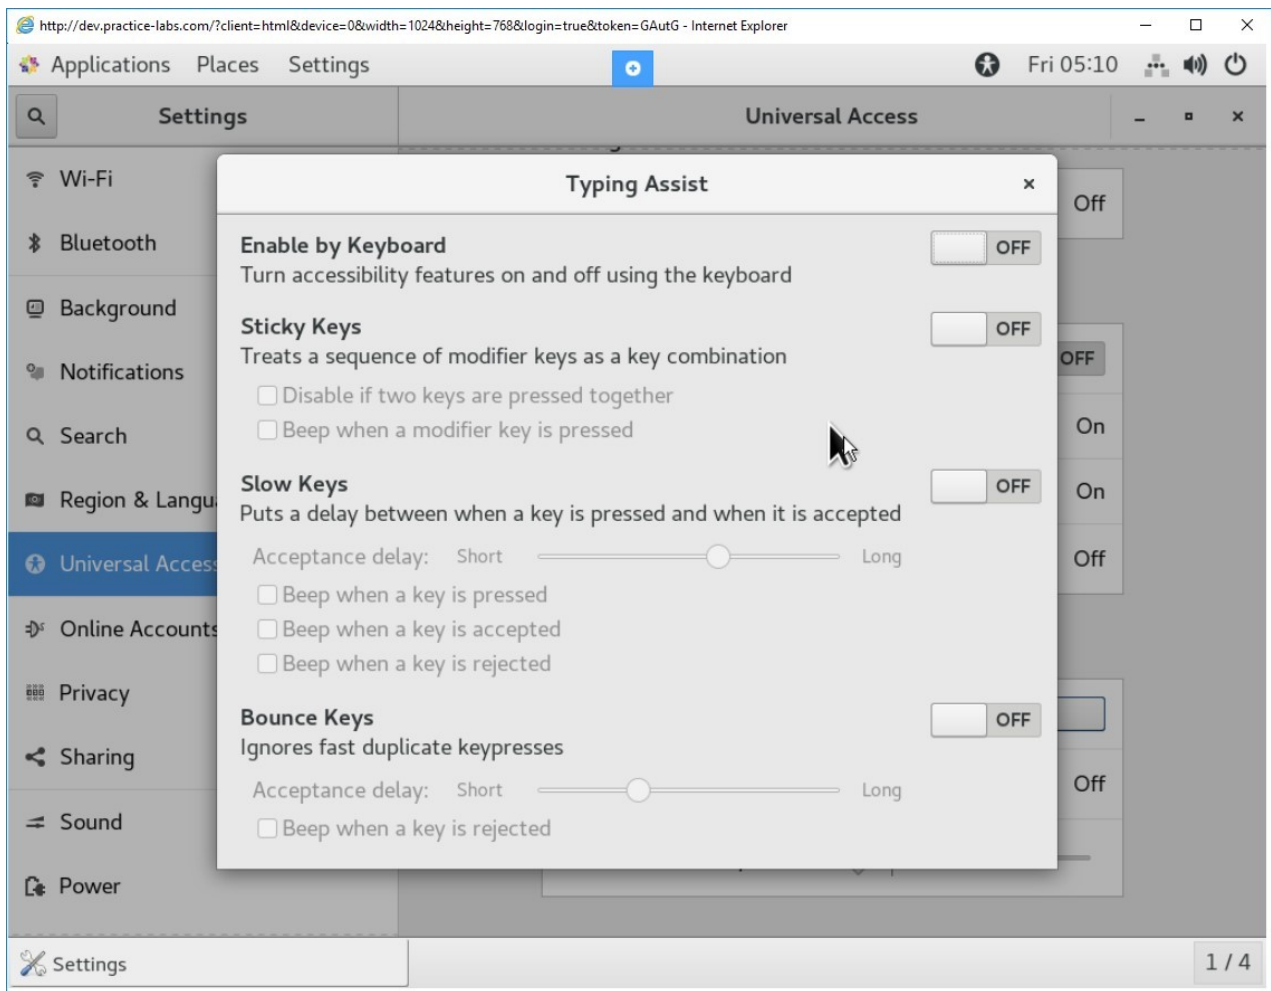 http://dev.practice-labs.com/?client=html&device=0&width=1024&height=768&login=true&token=GAutG - Internet Explorer
Applications Places Settings Fri 05:10
Settings Universal Access
Wi-Fi
Bluetooth
Background
Notifications
Search
Region & Langua
Universal Access
Online Accounts
Privacy
Sharing
Sound
Power
Typing Assist
Enable by Keyboard OFF
Turn accessibility features on and off using the keyboard
Sticky Keys OFF
Treats a sequence of modifier keys as a key combination
Disable if two keys are pressed together
Beep when a modifier key is pressed
Slow Keys OFF
Puts a delay between when a key is pressed and when it is accepted
Acceptance delay: Short Long
Beep when a key is pressed
Beep when a key is accepted
Beep when a key is rejected
Bounce Keys OFF
Ignores fast duplicate keypresses
Acceptance delay: Short Long
Beep when a key is rejected
Off
OFF
On
On
Off
Off
Settings 1 / 4